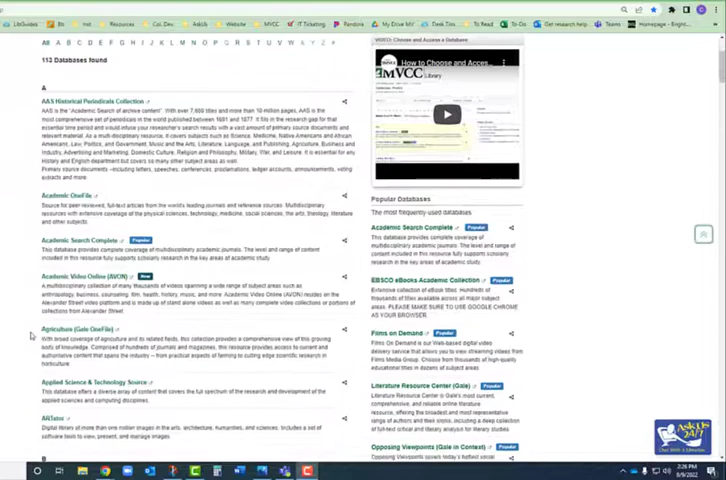 LibGuides Bb Inst Resources Col. Dev. AskUs Website MVCC IT Ticketing Pandora My Drive MV Desk Tips To Read To-Do Get research help Teams Homepage - Bright...
All A B C D E F G H I J K L M N O P Q R S T U V W X Y Z #
113 Databases found
A
AAS Historical Periodicals Collection
AAS is the "Academic Search of archive content". With over 7,600 titles and more than 10 million pages, AAS is the
most comprehensive set of periodicals in the world published between 1691 and 1877. It fills in the research gap for that
essential time period and would infuse your researcher's search results with a vast amount of primary source documents and
relevant material. As a multi-disciplinary resource, it covers subjects such as Science, Medicine, Native Americans and African
Americans, Law, Politics, and Government, Music and the Arts, Literature, Language, and Publishing, Agriculture, Business and
Industry, Advertising and Marketing, Domestic Culture, Religion and Philosophy, Military, War, and Leisure. It is essential for any
History and English department but covers so many other subject areas as well.
Primary source documents --including letters, speeches, conferences, proclamations, ledger accounts, announcements, voting
subjects and more.
Academic OneFile
Source for peer-reviewed, full-text articles from the world's leading journals and reference sources. Multidisciplinary
resources with extensive coverage of the physical sciences, technology, medicine, social sciences, the arts, theology, literature
and other subjects.
Academic Search Complete Popular
This database provides complete coverage of multidisciplinary academic journals. The level and range of content
included in this resource fully supports scholarly research in the key areas of academic study.
Academic Video Online (AVON) New
A multidisciplinary collection of many thousands of videos spanning a wide range of subject areas such as
anthropology, business, counseling, film, health, history, music, and more. Academic Video Online (AVON) resides on the
Alexander Street video platform and is made up of stand alone videos as well as many complete video collections or portions of
collections from Alexander Street.
Agriculture (Gale OneFile)
With broad coverage of agriculture and its related fields, this collection provides a comprehensive view of this growing
body of knowledge. Comprised of hundreds of journals and magazines, this provides access to current and
authoritative content that spans the industry -- from practical aspects of farming to cutting edge scientific research in
horticulture.
Applied Science & Technology Source
This database offers a diverse array of content that covers the full spectrum of the research and development of the
applied sciences and computing disciplines.
ARTstor
Digital library of more than one million images in the arts, architecture, humanities, and sciences. Includes a set of
software tools to view, present, and manage images.
B
VIDEO: Choose and Access a Database
How to Choose and Acces...
MVCC
Library
Popular Databases
The most frequently-used databases
Academic Search Complete Popular
This database provides complete coverage of
multidisciplinary academic journals. The level and range of
content included in this resource fully supports
scholarly research in the key areas of academic study.
EBSCO eBooks Academic Collection Popular
Extensive collection of eBook titles. Hundreds of
thousands of titles available across all major subject
areas. PLEASE MAKE SURE TO USE GOOGLE CHROME
AS YOUR BROWSER.
Films on Demand Popular
Films On Demand is our Web-based digital video
delivery service that allows you to view streaming videos from
Films Media Group. Choose from thousands of high-quality
educational titles in dozens of subject areas.
Literature Resource Center (Gale) Popular
Literature Resource Center is Gale's most current,
comprehensive, and reliable online literature
resource, offering the broadest and most representative
range of authors and their works, including a deep collection
of full-text critical and literary analysis for literary studies.
Opposing Viewpoints (Gale In Context) Popular
Opposing Viewpoints covers today's hottest social
Ask Us
24/7
Chat With A Librarian
2:26 PM
8/9/2022